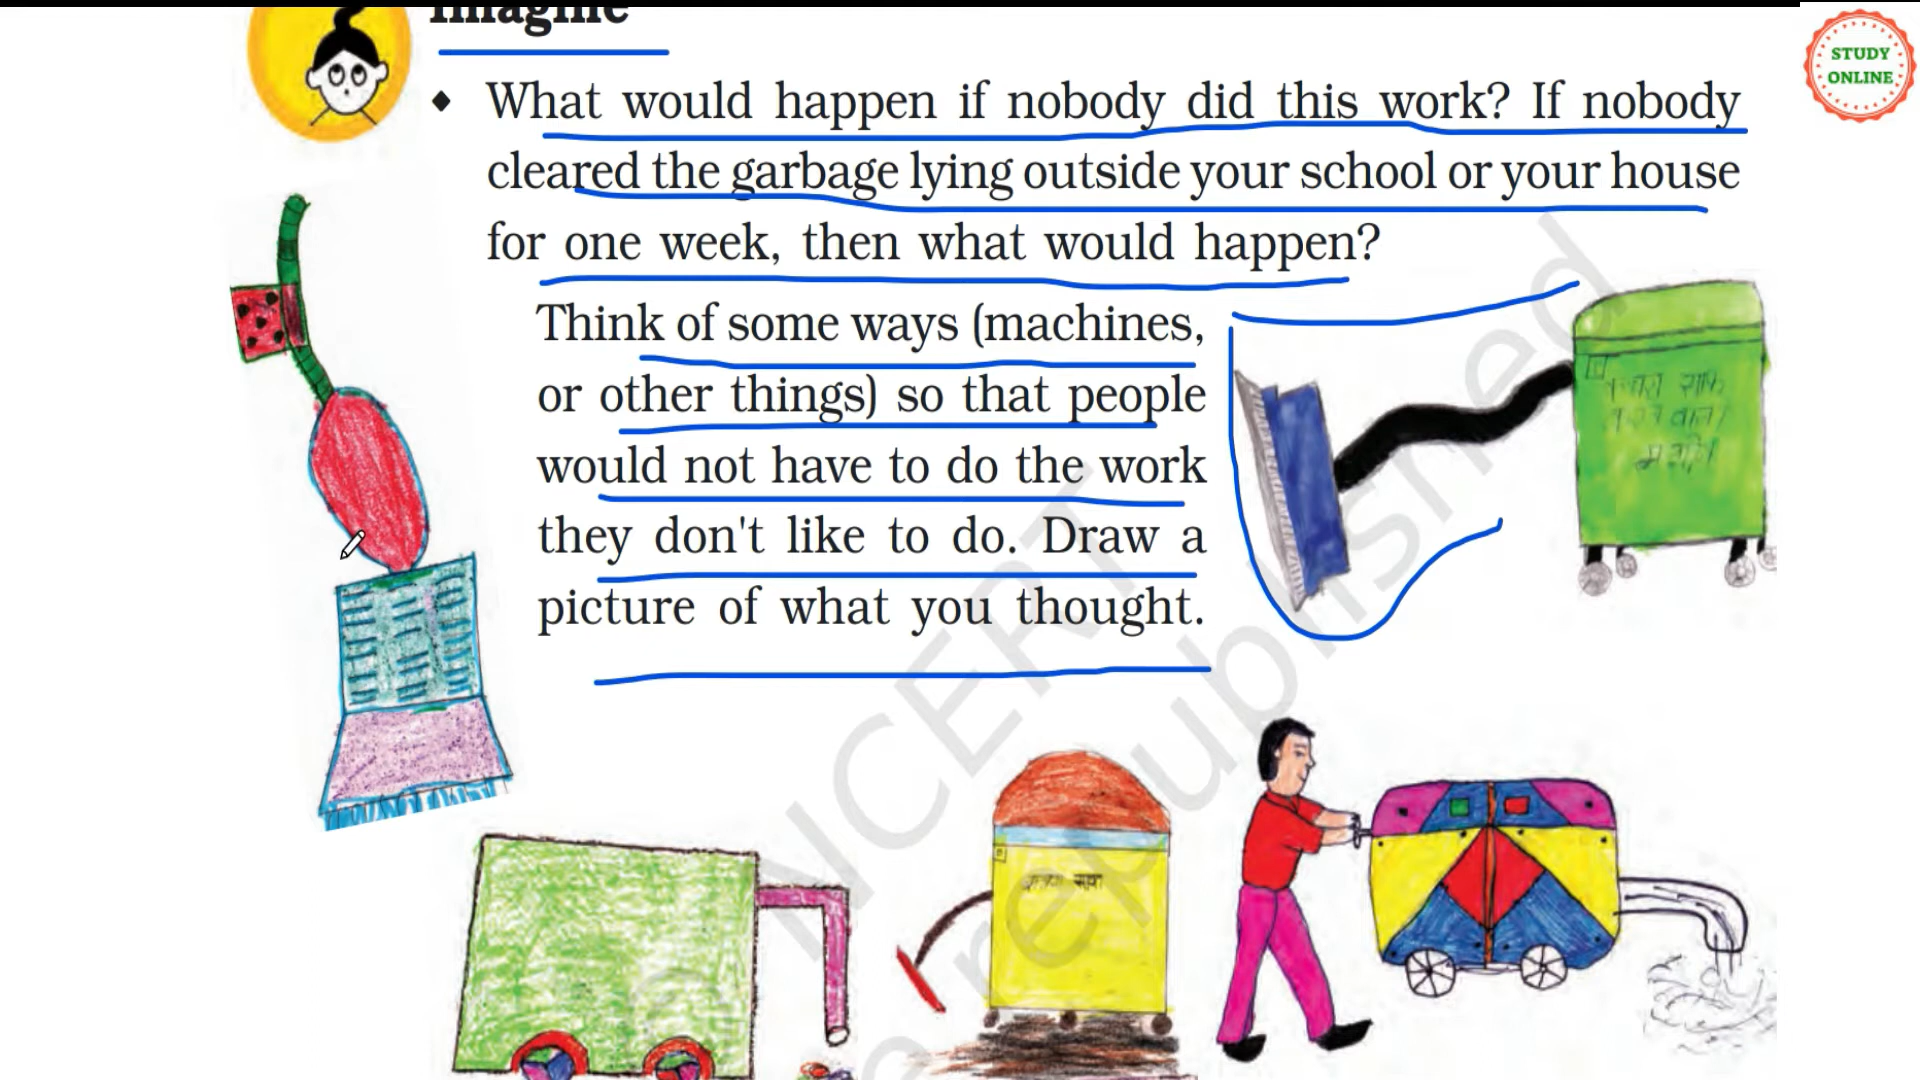 Imagine
STUDY
ONLINE
♦ What would happen if nobody did this work? If nobody
cleared the garbage lying outside your school or your house
for one week, then what would happen?
Think of some ways (machines,
or other things) so that people
would not have to do the work
they don't like to do. Draw a
picture of what you thought.
NCERT
republished